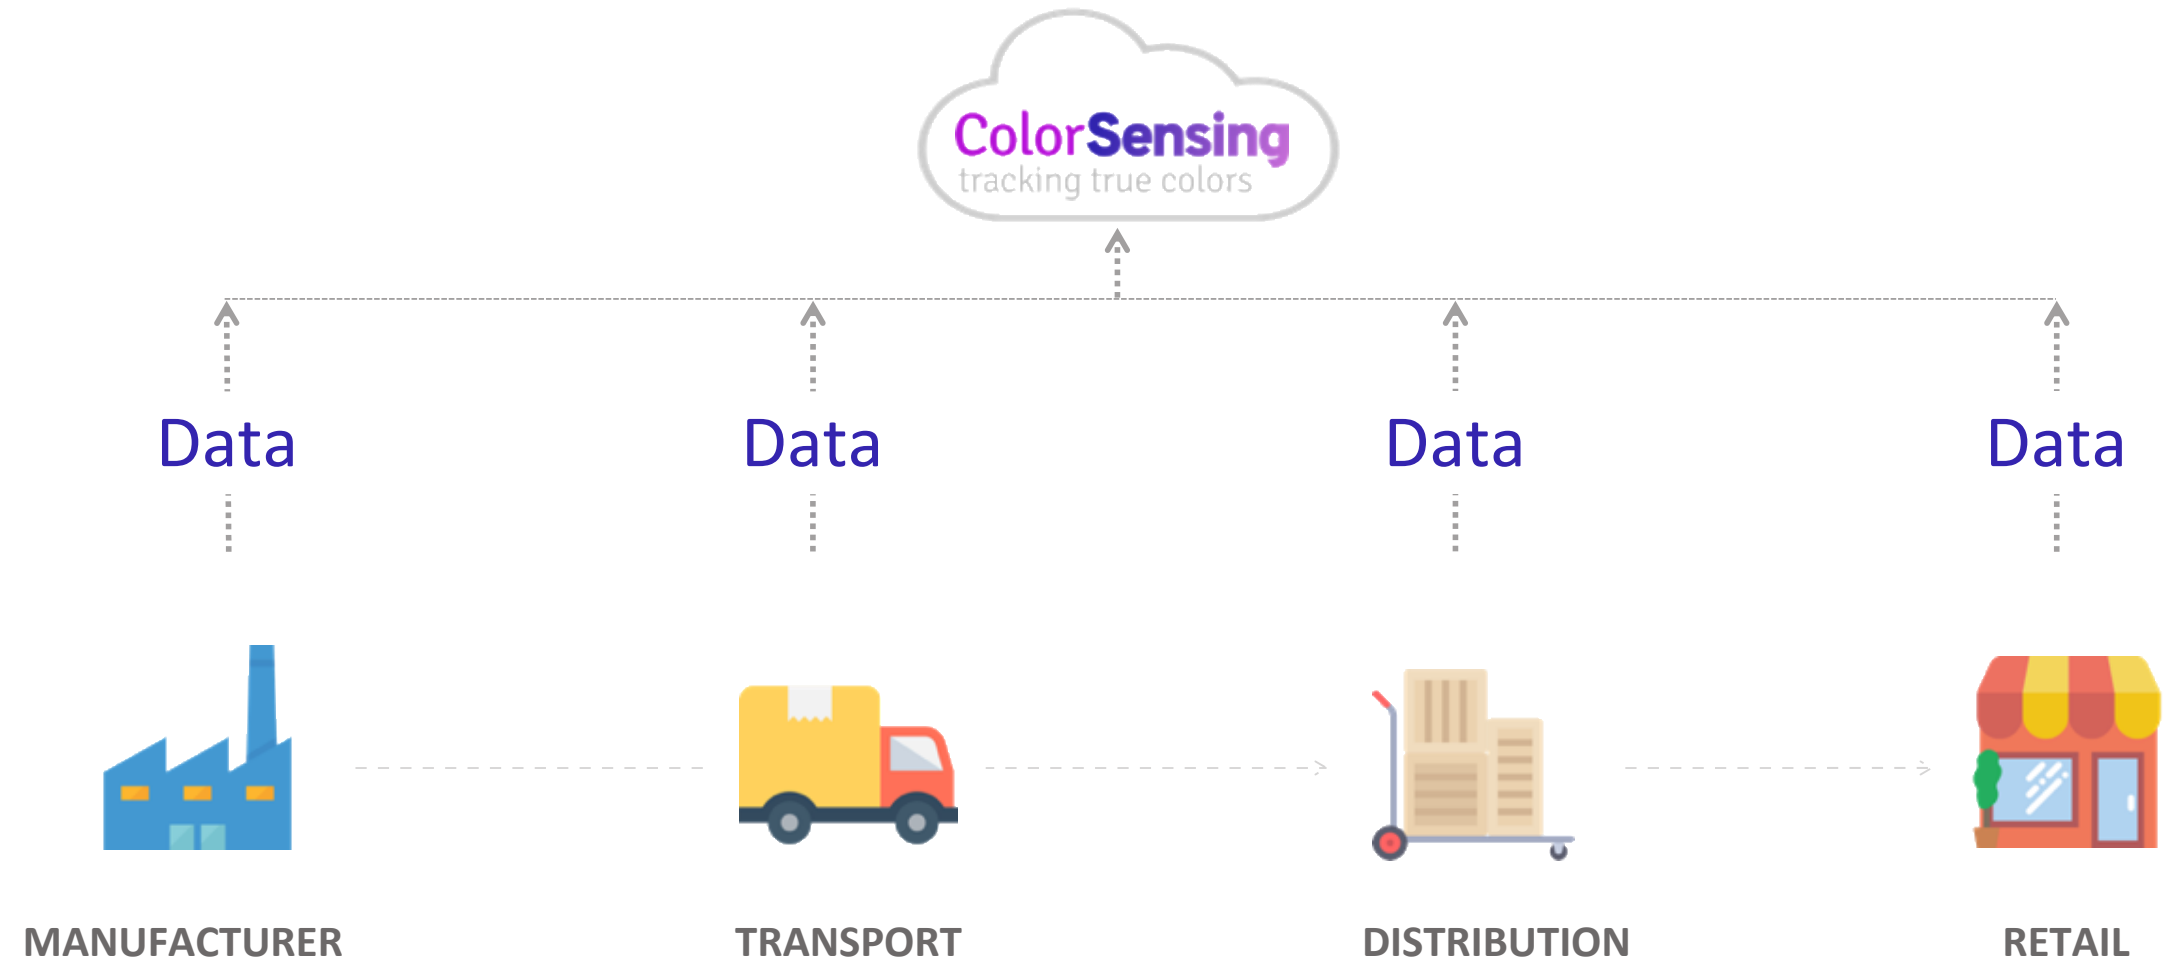 ColorSensing
tracking true colors
Data Data Data Data
MANUFACTURER TRANSPORT DISTRIBUTION RETAIL